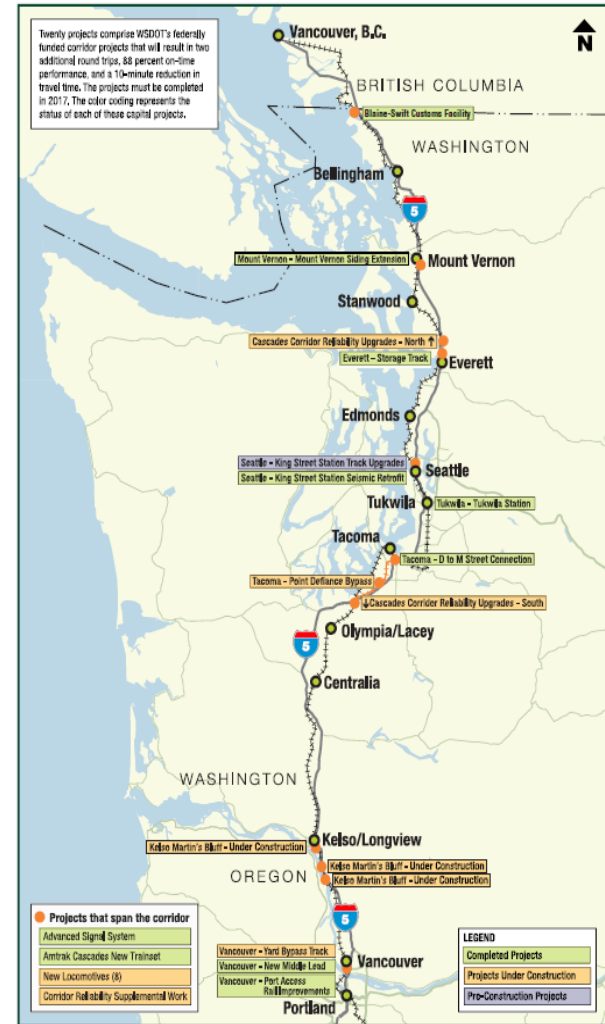 Twenty projects comprise WSDOT's federally
funded corridor projects that will result in two
additional round trips, 88 percent on-time
performance, and a 10-minute reduction in
travel time. The projects must be completed
in 2017. The color coding represents the
status of each of these capital projects.
N
Vancouver, B.C.
BRITISH COLUMBIA
Blaine-Swift Customs Facility
WASHINGTON
Bellingham
5
Mount Vernon – Mount Vernon Siding Extension
Mount Vernon
Stanwood
Cascades Corridor Reliability Upgrades – North ↑
Everett – Storage Track
Everett
Edmonds
Seattle – King Street Station Track Upgrades
Seattle
Seattle – King Street Station Seismic Retrofit
Tukwila
Tukwila – Tukwila Station
Tacoma
Tacoma – D to M Street Connection
Tacoma – Point Defiance Bypass
↓Cascades Corridor Reliability Upgrades – South
Olympia/Lacey
5
Centralia
WASHINGTON
Kelso/Longview
Kelso Martin's Bluff – Under Construction
Kelso Martin's Bluff – Under Construction
OREGON
Kelso Martin's Bluff – Under Construction
5
Projects that span the corridor
Advanced Signal System
Amtrak Cascades New Trainset
New Locomotives (8)
Corridor Reliability Supplemental Work
Vancouver – Yard Bypass Track
Vancouver – New Middle Lead
Vancouver – Port Access
Rail Improvements
Vancouver
Portland
LEGEND
Completed Projects
Projects Under Construction
Pre-Construction Projects